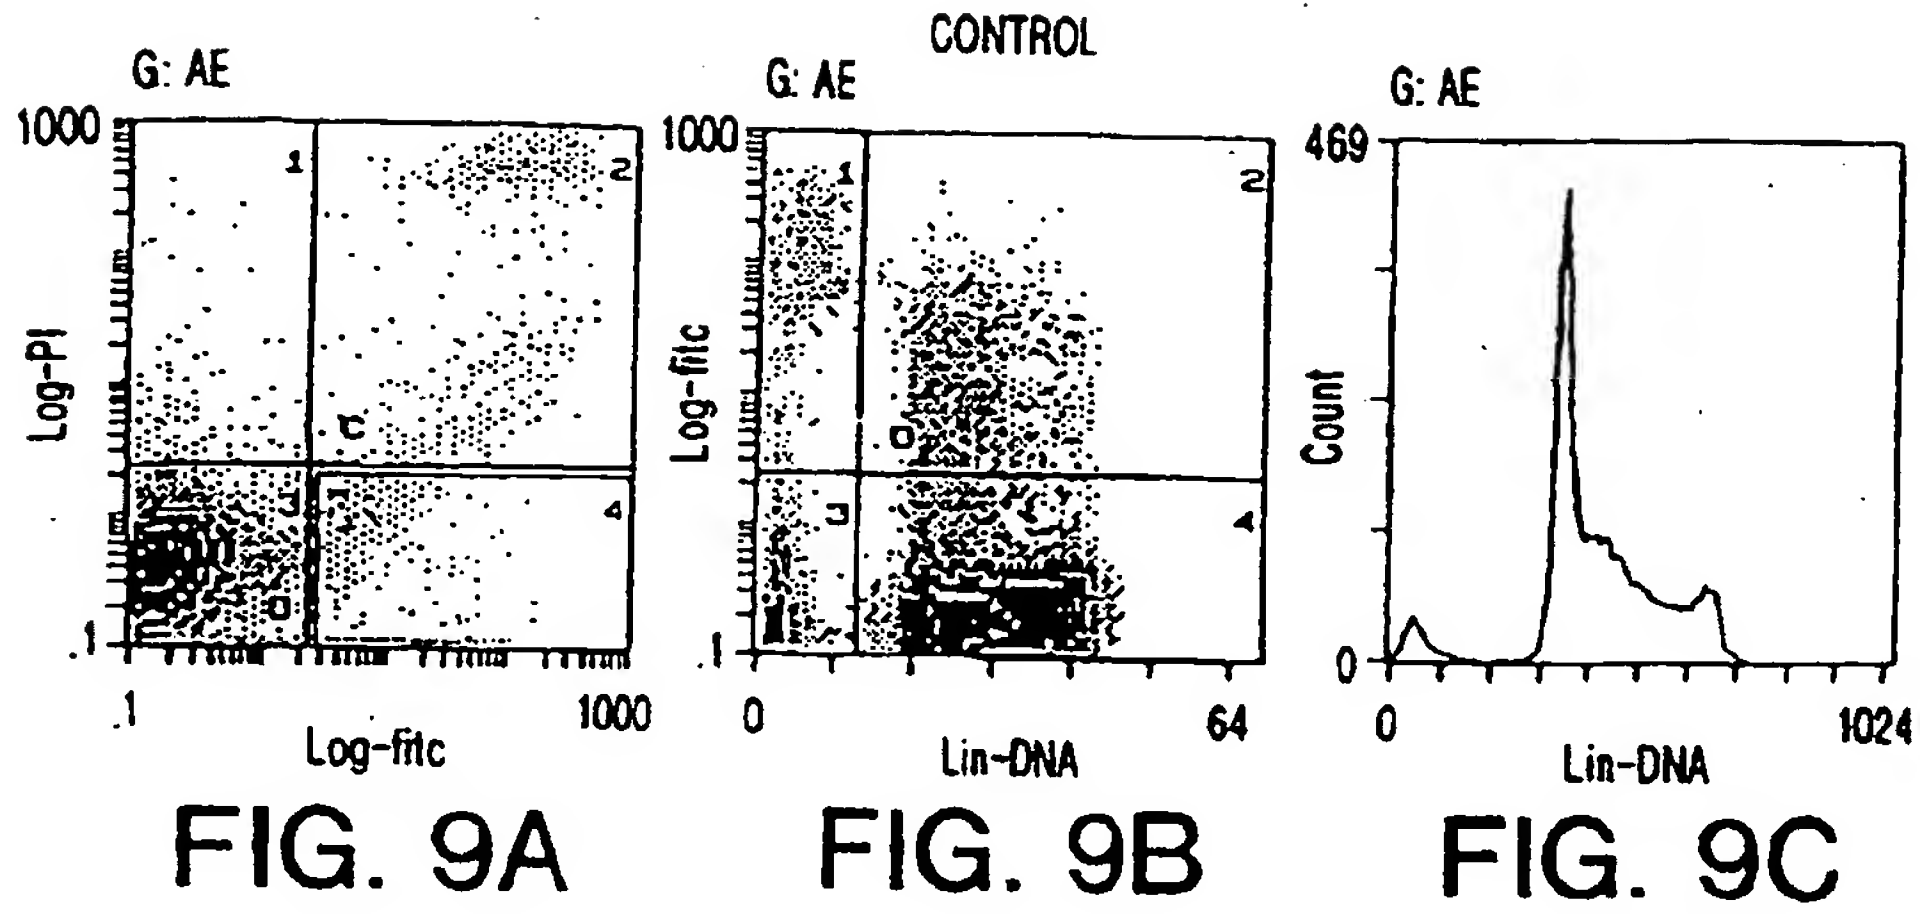 CONTROL
G: AE
1000
1
2
3
4
Log-PI
.1
.1
1000
Log-fitc
FIG. 9A
G: AE
1000
1
2
3
4
Log-fitc
.1
0
64
Lin-DNA
FIG. 9B
G: AE
469
Count
0
0
1024
Lin-DNA
FIG. 9C